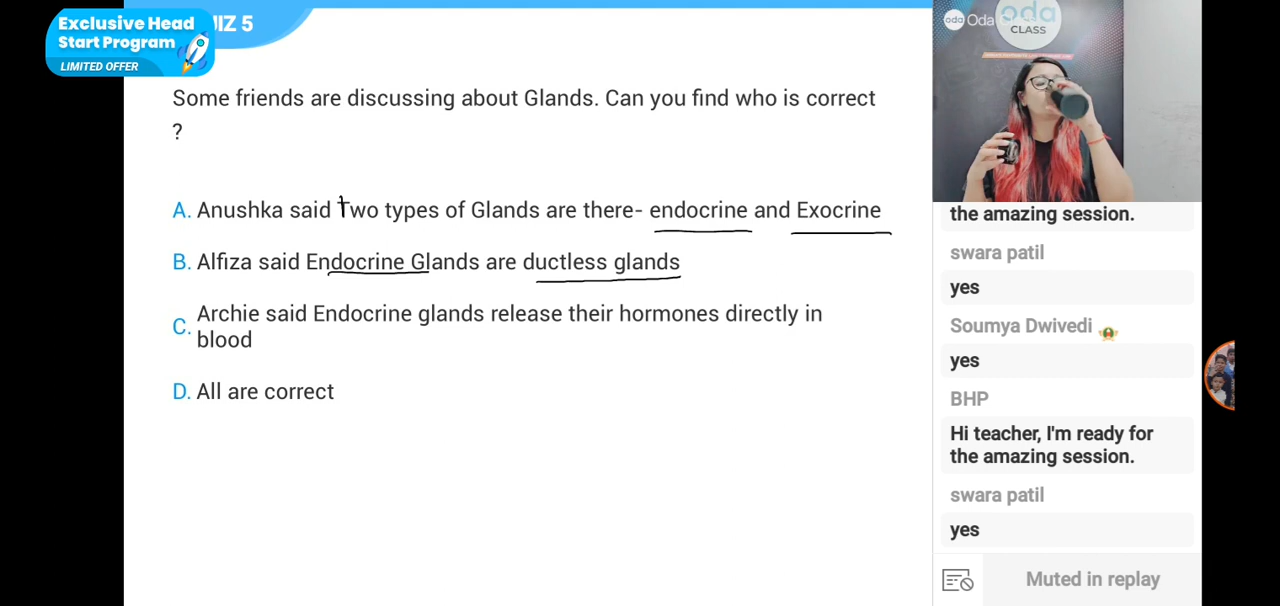 Exclusive Head
Start Program
LIMITED OFFER
IZ 5
Some friends are discussing about Glands. Can you find who is correct
?
A. Anushka said Two types of Glands are there- endocrine and Exocrine
B. Alfiza said Endocrine Glands are ductless glands
C. Archie said Endocrine glands release their hormones directly in
blood
D. All are correct
oda Oda
oda
CLASS
the amazing session.
swara patil
yes
Soumya Dwivedi
yes
BHP
Hi teacher, I'm ready for
the amazing session.
swara patil
yes
Muted in replay